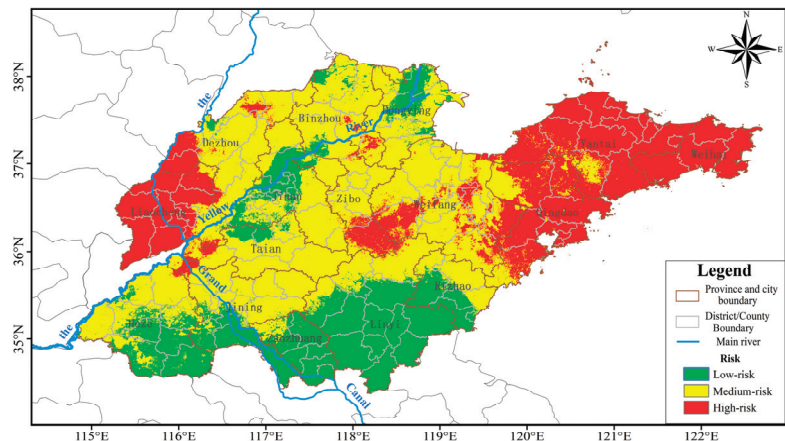 N
W
E
S
38°N
37°N
36°N
35°N
the
Dongying
Binzhou
River
Dezhou
Yantai
Weihai
Jinan
Zibo
Weifang
Liaocheng
Yellow
Qingdao
Taian
Grand
Rizhao
Jining
the
Heze
Linyi
Zaozhuang
Canal
Legend
Province and city
boundary
District/County
Boundary
Main river
Risk
Low-risk
Medium-risk
High-risk
115°E
116°E
117°E
118°E
119°E
120°E
121°E
122°E